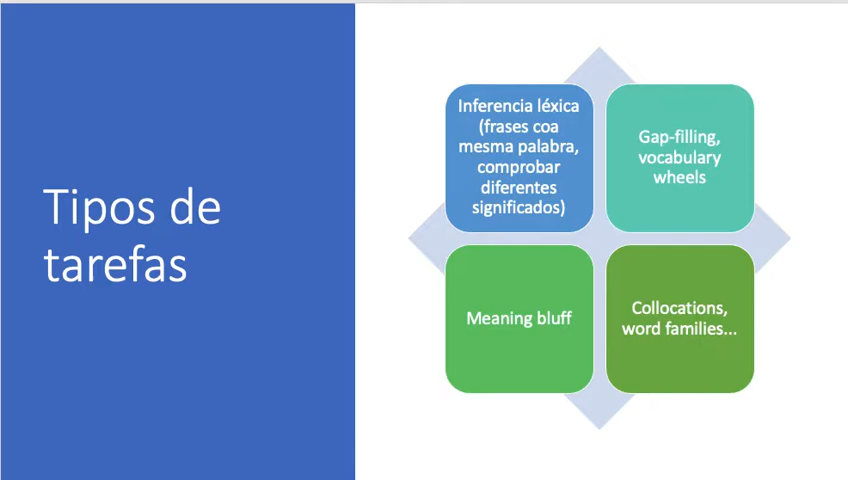 Tipos de
tarefas
Inferencia léxica
(frases coa
mesma palabra,
comprobar
diferentes
significados)
Gap-filling,
vocabulary
wheels
Meaning bluff
Collocations,
word families...